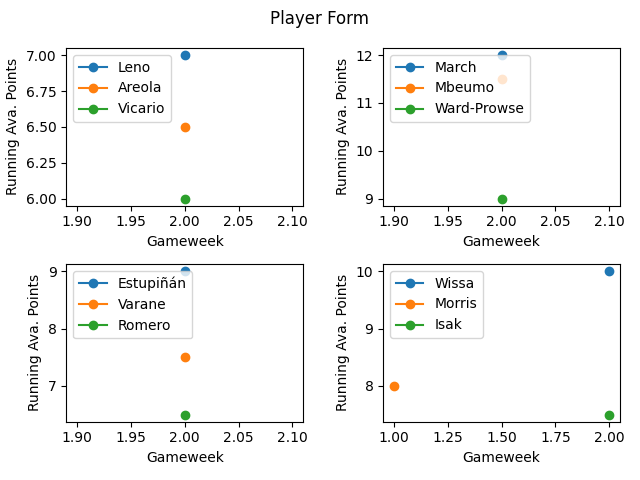 Player Form
Running Ava. Points
7.00
6.75
6.50
6.25
6.00
Leno
Areola
Vicario
1.90 1.95 2.00 2.05 2.10
Gameweek
Running Ava. Points
12
11
10
9
March
Mbeumo
Ward-Prowse
1.90 1.95 2.00 2.05 2.10
Gameweek
Running Ava. Points
9
8
7
Estupiñán
Varane
Romero
1.90 1.95 2.00 2.05 2.10
Gameweek
Running Ava. Points
10
9
8
Wissa
Morris
Isak
1.00 1.25 1.50 1.75 2.00
Gameweek